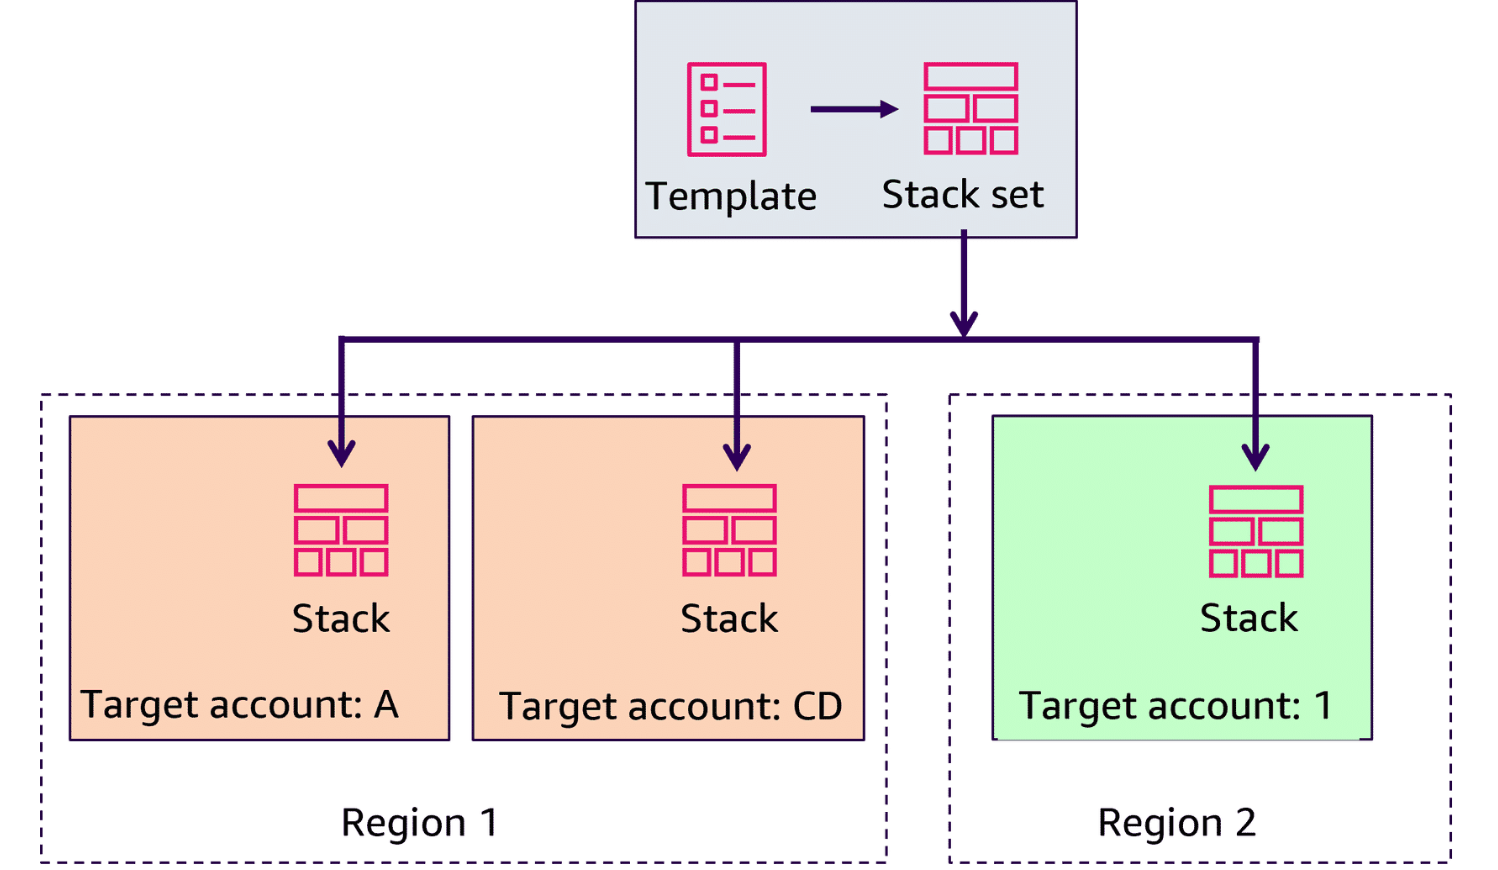 Template
Stack set
Stack
Stack
Stack
Target account: A
Target account: CD
Target account: 1
Region 1
Region 2